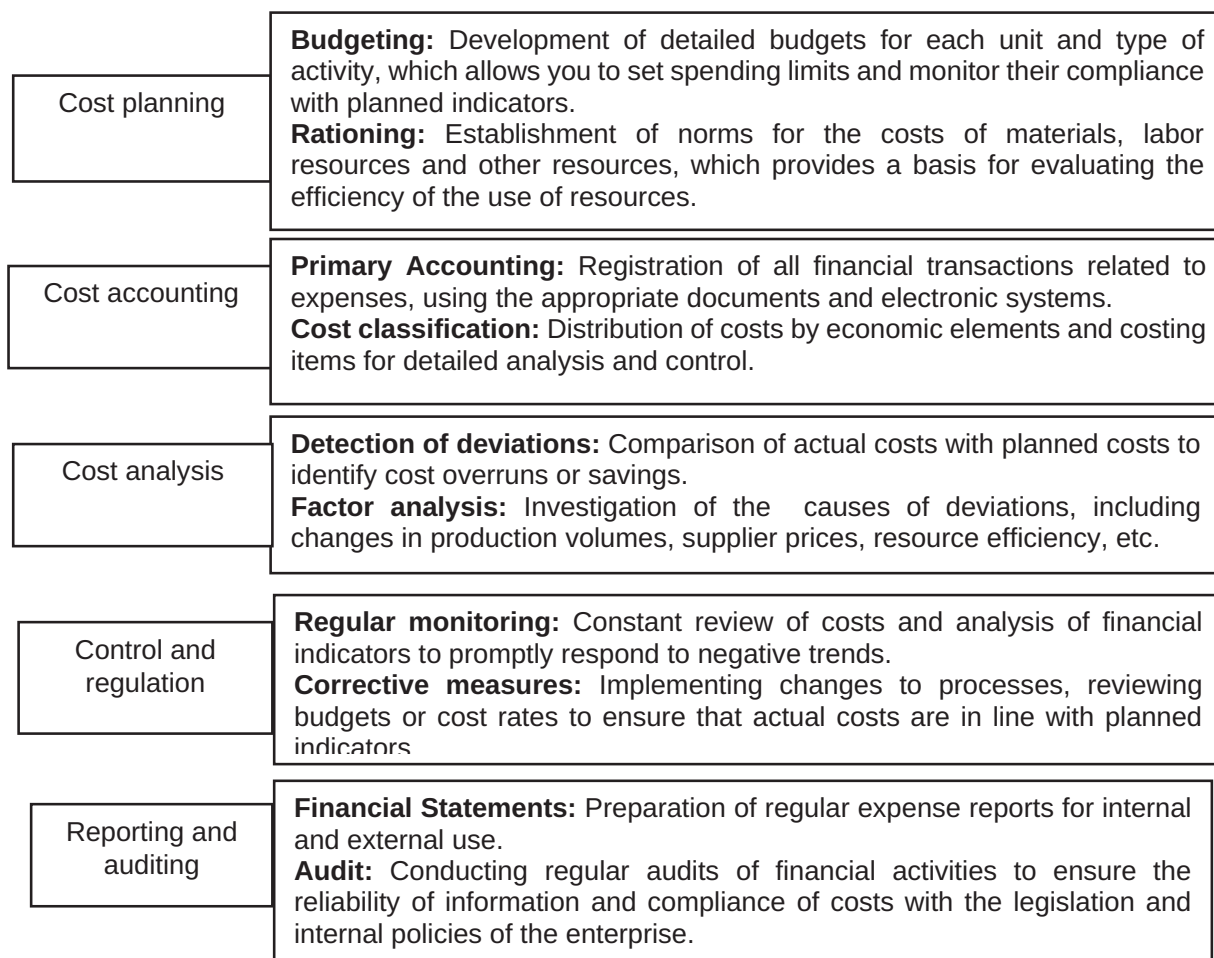 Cost planning
Budgeting: Development of detailed budgets for each unit and type of
activity, which allows you to set spending limits and monitor their compliance
with planned indicators.
Rationing: Establishment of norms for the costs of materials, labor
resources and other resources, which provides a basis for evaluating the
efficiency of the use of resources.
Cost accounting
Primary Accounting: Registration of all financial transactions related to
expenses, using the appropriate documents and electronic systems.
Cost classification: Distribution of costs by economic elements and costing
items for detailed analysis and control.
Cost analysis
Detection of deviations: Comparison of actual costs with planned costs to
identify cost overruns or savings.
Factor analysis: Investigation of the causes of deviations, including
changes in production volumes, supplier prices, resource efficiency, etc.
Control and
regulation
Regular monitoring: Constant review of costs and analysis of financial
indicators to promptly respond to negative trends.
Corrective measures: Implementing changes to processes, reviewing
budgets or cost rates to ensure that actual costs are in line with planned
indicators
Reporting and
auditing
Financial Statements: Preparation of regular expense reports for internal
and external use.
Audit: Conducting regular audits of financial activities to ensure the
reliability of information and compliance of costs with the legislation and
internal policies of the enterprise.